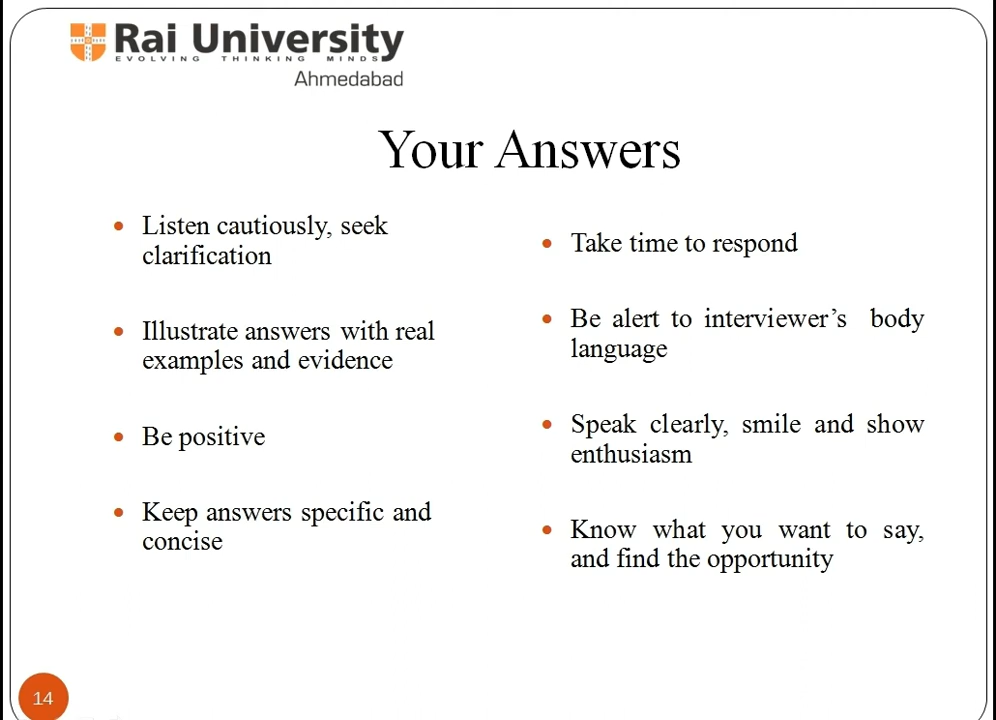 Rai University
EVOLVING THINKING MINDS
Ahmedabad
Your Answers
Listen cautiously, seek
clarification
Illustrate answers with real
examples and evidence
Be positive
Keep answers specific and
concise
Take time to respond
Be alert to interviewer’s body
language
Speak clearly, smile and show
enthusiasm
Know what you want to say,
and find the opportunity
14